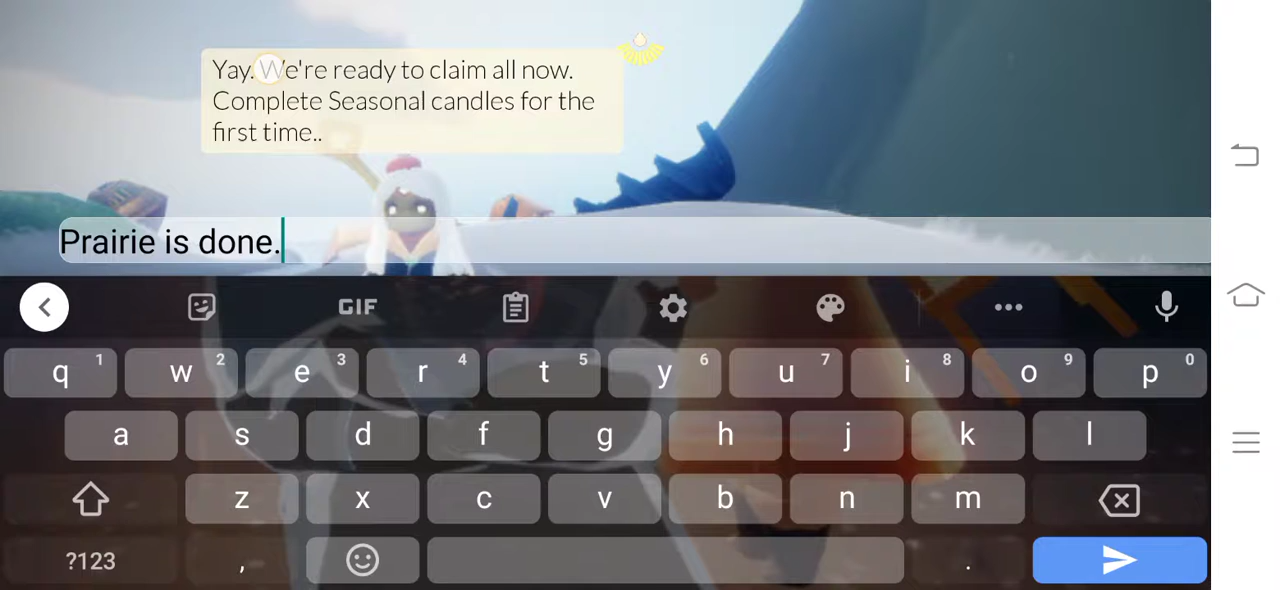 Yay. We're ready to claim all now.
Complete Seasonal candles for the
first time..
Prairie is done.
GIF
q 1 w 2 e 3 r 4 t 5 y 6 u 7 i 8 o 9 p 0
a s d f g h j k l
z x c v b n m
?123 , .